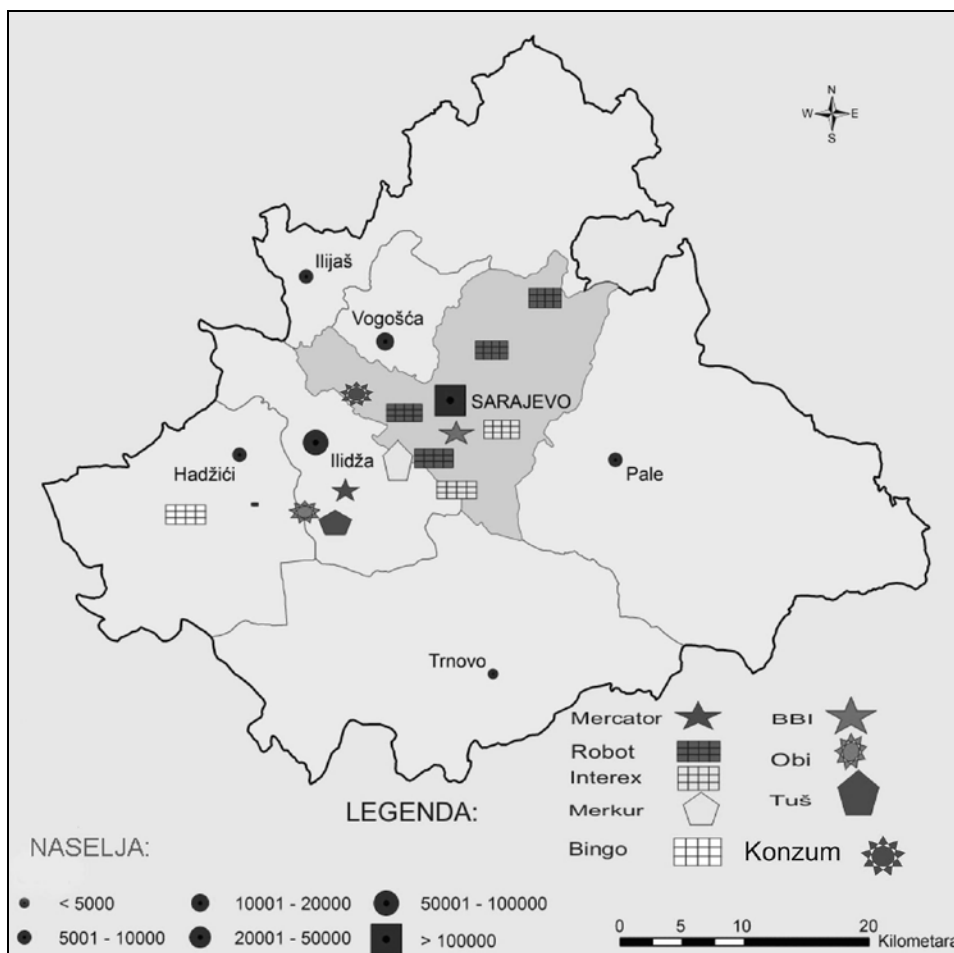 N
W E
S
Ilijaš
Vogošća
SARAJEVO
Ilidža
Hadžići
Pale
Trnovo
Mercator
BBI
Robot
Obi
Interex
Tuš
Merkur
LEGENDA:
Bingo
Konzum
NASELJA:
< 5000
10001 - 20000
50001 - 100000
5001 - 10000
20001 - 50000
> 100000
0 5 10 20
Kilometara